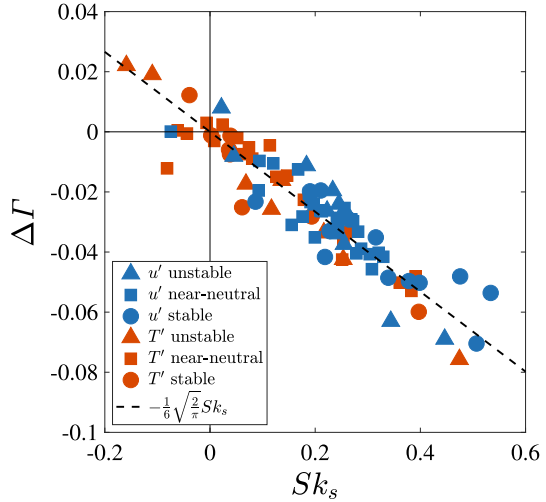 0.04
0.02
0
-0.02
-0.04
-0.06
-0.08
-0.1
ΔΓ
u′ unstable
u′ near-neutral
u′ stable
T′ unstable
T′ near-neutral
T′ stable
−1/6 √(2/π) Sk_s
-0.2 0 0.2 0.4 0.6
Sk_s